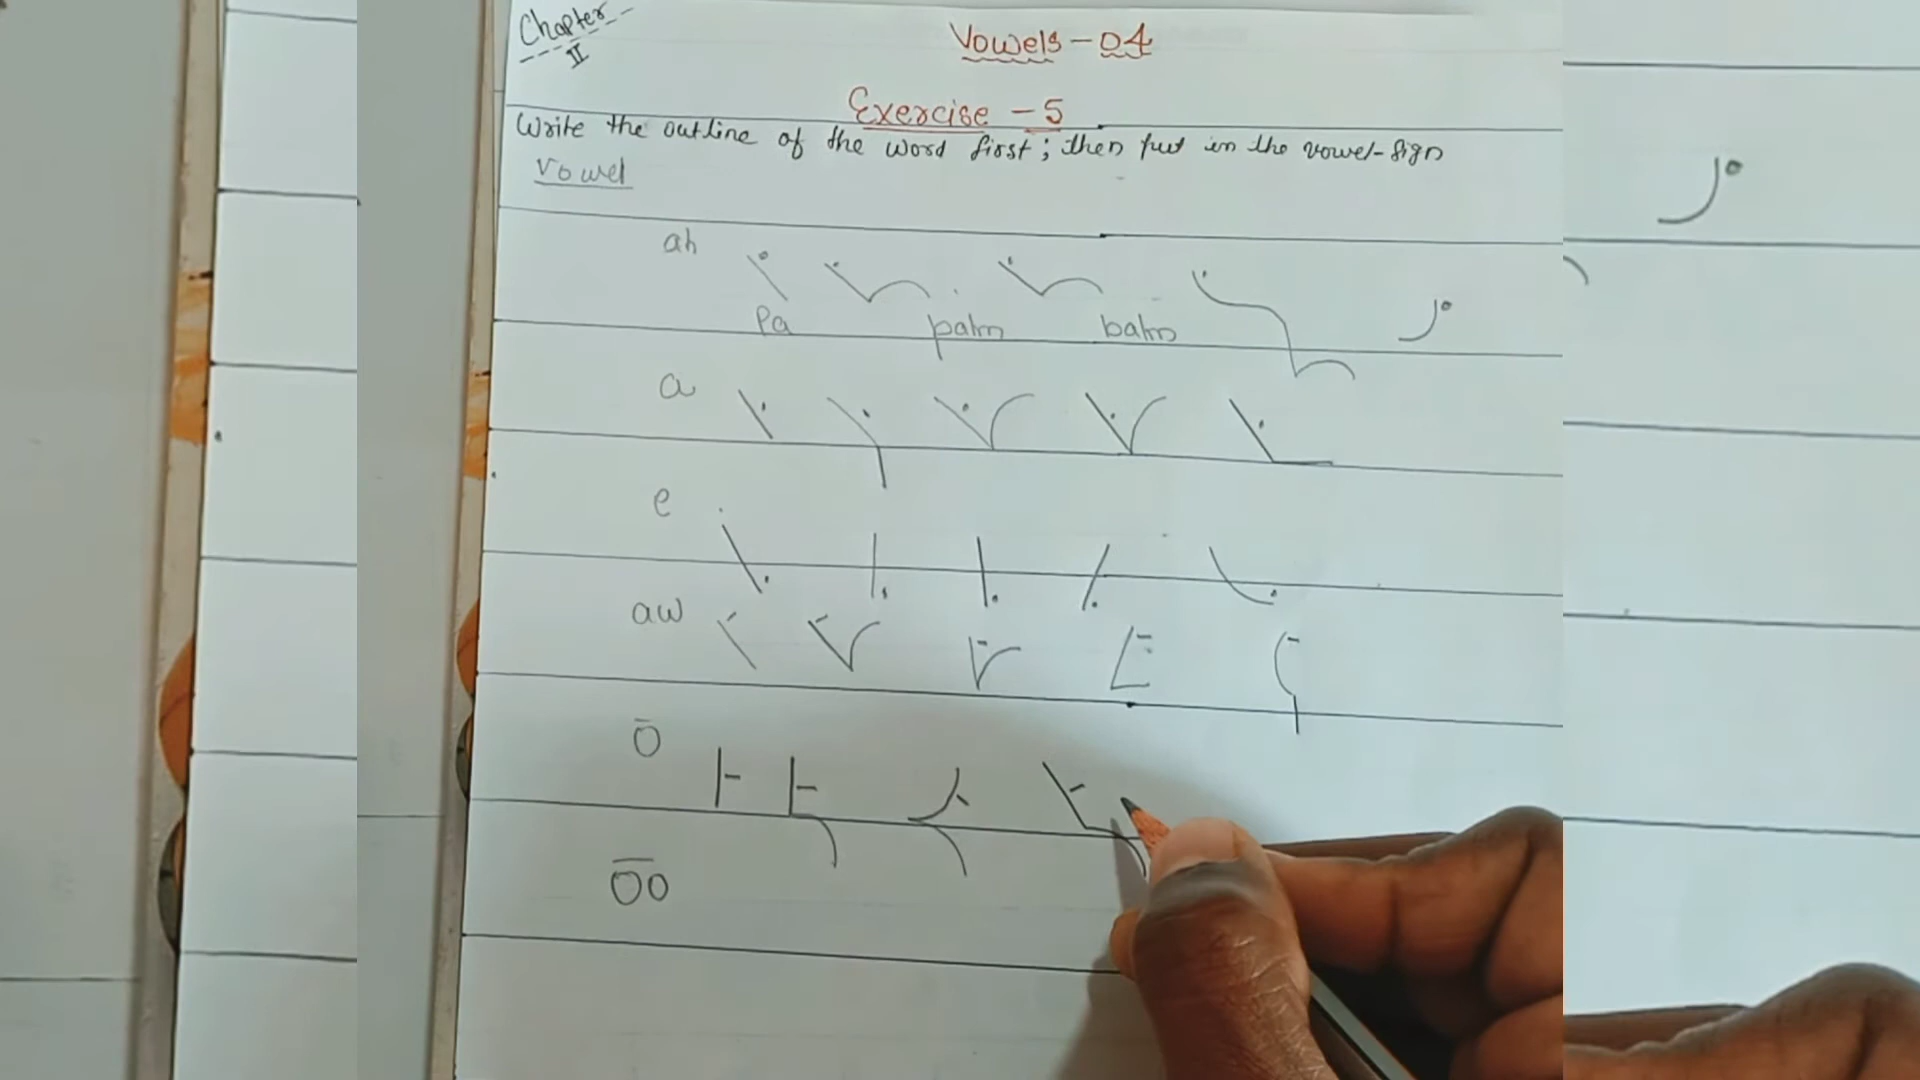 Chapter
II
Vowels - 04
Exercise - 5
Write the outline of the word first; then put in the vowel-sign
Vowel
ah
Pa palm balm
a
e
aw
ō
o̅o̅